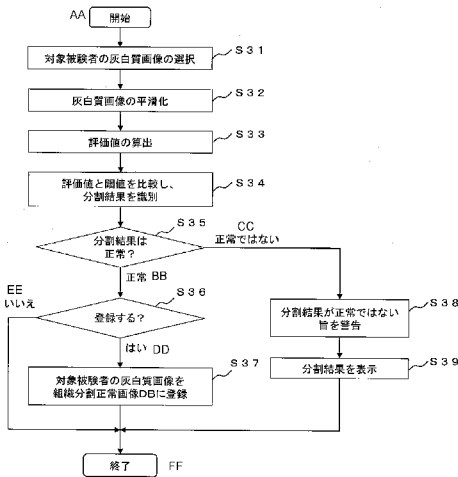 AA 開始
対象被験者の灰白質画像の選択 S31
灰白質画像の平滑化 S32
評価値の算出 S33
評価値と閾値を比較し、
分割結果を識別 S34
S35
分割結果は
正常?
CC
正常ではない
正常 BB
S36
EE
いいえ
登録する?
はい DD
分割結果が正常ではない
旨を警告 S38
S37
対象被験者の灰白質画像を
組織分割正常画像DBに登録
分割結果を表示 S39
終了 FF